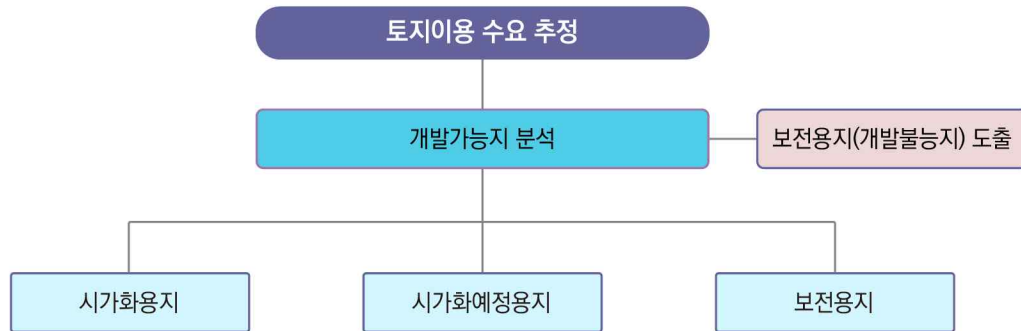 토지이용 수요 추정
개발가능지 분석
보전용지(개발불능지) 도출
시가화용지
시가화예정용지
보전용지